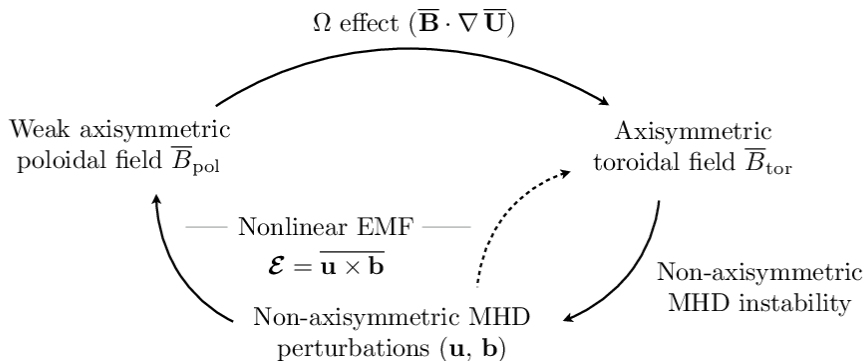 Ω effect (B̅ · ∇ U̅)
Weak axisymmetric
poloidal field B̅pol
Axisymmetric
toroidal field B̅tor
Nonlinear EMF
𝓔 = u × b
Non-axisymmetric
MHD instability
Non-axisymmetric MHD
perturbations (u, b)